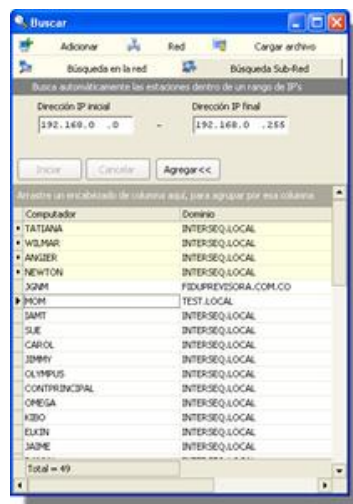 Buscar
Adicionar Red Cargar archivo
Búsqueda en la red Búsqueda Sub-Red
Busca automáticamente las estaciones dentro de un rango de IP's
Dirección IP inicial Dirección IP final
192.168.0 .0 - 192.168.0 .255
Iniciar Cancelar Agregar<<
Arrastre un encabezado de columna aquí, para agrupar por esa columna
Computador Dominio
TATIANA INTERSEQ.LOCAL
WILMAR INTERSEQ.LOCAL
ANGIER INTERSEQ.LOCAL
NEWTON INTERSEQ.LOCAL
JGNM FIDUPREVISORA.COM.CO
MOM TEST.LOCAL
IAMT INTERSEQ.LOCAL
SUE INTERSEQ.LOCAL
CAROL INTERSEQ.LOCAL
JIMMY INTERSEQ.LOCAL
OLYMPUS INTERSEQ.LOCAL
CONTPRINCIPAL INTERSEQ.LOCAL
OMEGA INTERSEQ.LOCAL
KIBO INTERSEQ.LOCAL
ELKIN INTERSEQ.LOCAL
JAIME INTERSEQ.LOCAL
Total = 49